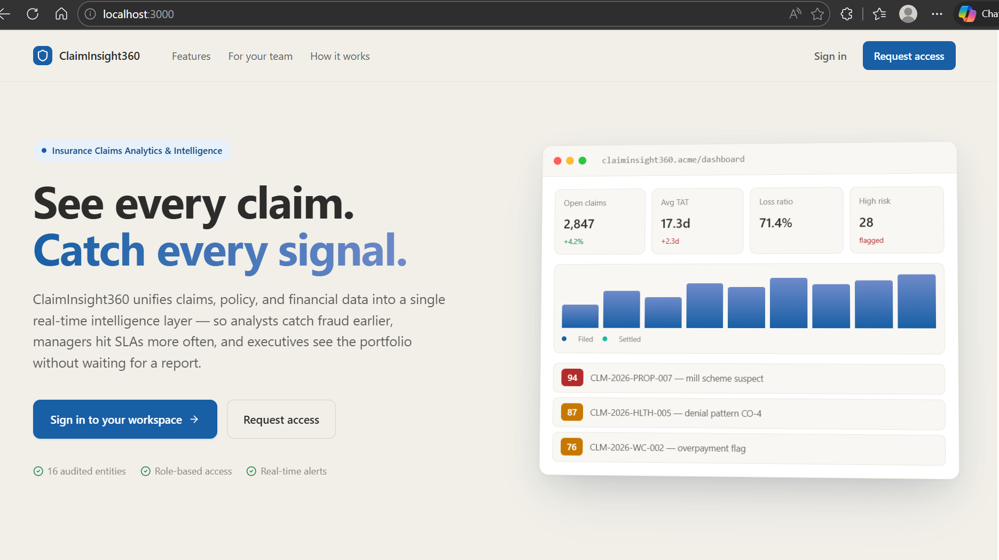 localhost:3000
Cha
ClaimInsight360
Features
For your team
How it works
Sign in
Request access
Insurance Claims Analytics & Intelligence
See every claim.
Catch every signal.
ClaimInsight360 unifies claims, policy, and financial data into a single
real-time intelligence layer — so analysts catch fraud earlier,
managers hit SLAs more often, and executives see the portfolio
without waiting for a report.
Sign in to your workspace →
Request access
16 audited entities
Role-based access
Real-time alerts
claiminsight360.acme/dashboard
Open claims
2,847
+4.2%
Avg TAT
17.3d
+2.3d
Loss ratio
71.4%
High risk
28
flagged
Filed
Settled
94 CLM-2026-PROP-007 — mill scheme suspect
87 CLM-2026-HLTH-005 — denial pattern CO-4
76 CLM-2026-WC-002 — overpayment flag